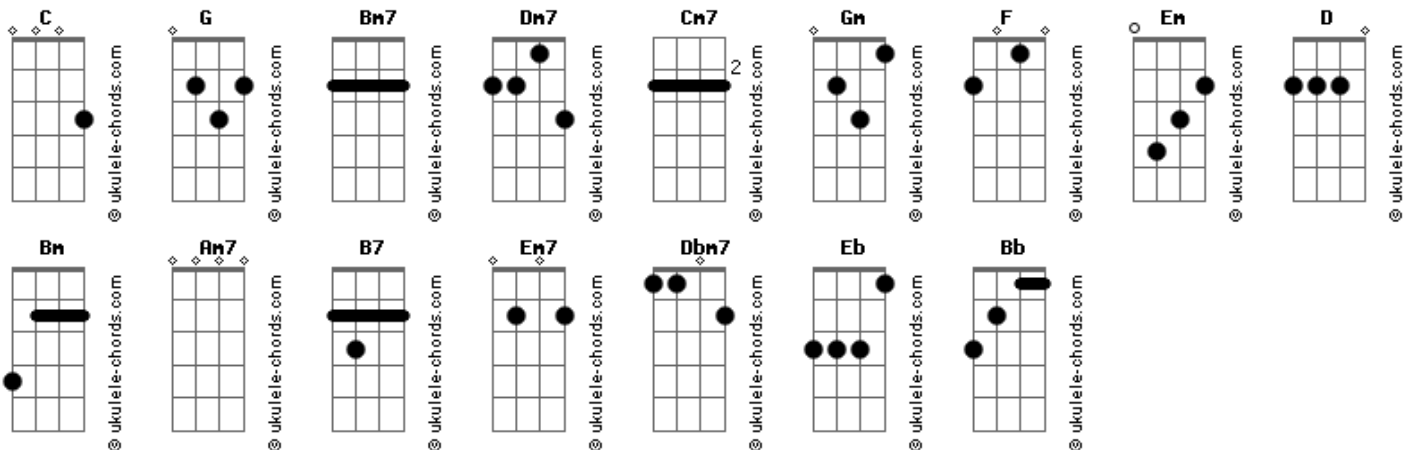 C G Bm7 Dm7 Cm7 Gm F Em D
2
© ukulele-chords.com © ukulele-chords.com © ukulele-chords.com © ukulele-chords.com © ukulele-chords.com © ukulele-chords.com © ukulele-chords.com © ukulele-chords.com © ukulele-chords.com
Bm Am7 B7 Em7 Dbm7 Eb Bb
© ukulele-chords.com © ukulele-chords.com © ukulele-chords.com © ukulele-chords.com © ukulele-chords.com © ukulele-chords.com © ukulele-chords.com